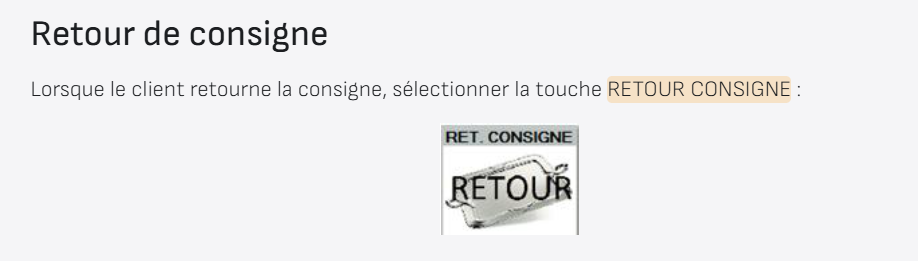 Retour de consigne
Lorsque le client retourne la consigne, sélectionner la touche RETOUR CONSIGNE :
RET. CONSIGNE
RETOUR